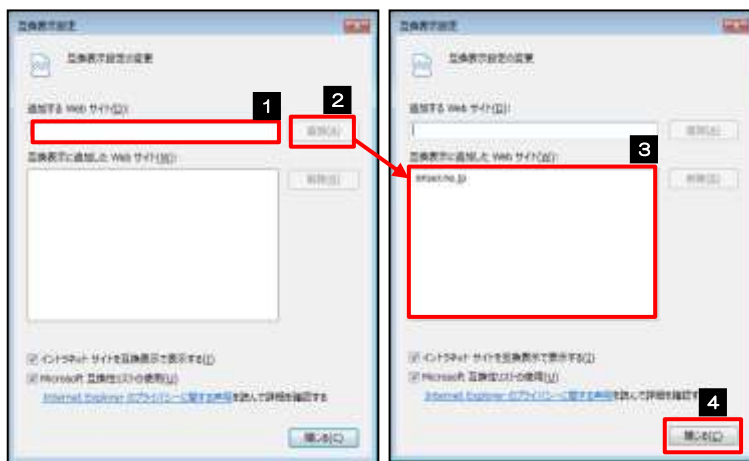 互換表示設定
互換表示設定の変更
追加する Web サイト(D):
1
2
追加(A)
互換表示に追加した Web サイト(W):
削除(R)
イントラネット サイトを互換表示で表示する(I)
Microsoft 互換性リストの使用(U)
Internet Explorer のプライバシーに関する声明を読んで詳細を確認する
閉じる(C)
互換表示設定
互換表示設定の変更
追加する Web サイト(D):
追加(A)
3
互換表示に追加した Web サイト(W):
削除(R)
イントラネット サイトを互換表示で表示する(I)
Microsoft 互換性リストの使用(U)
Internet Explorer のプライバシーに関する声明を読んで詳細を確認す
4
閉じる(C)